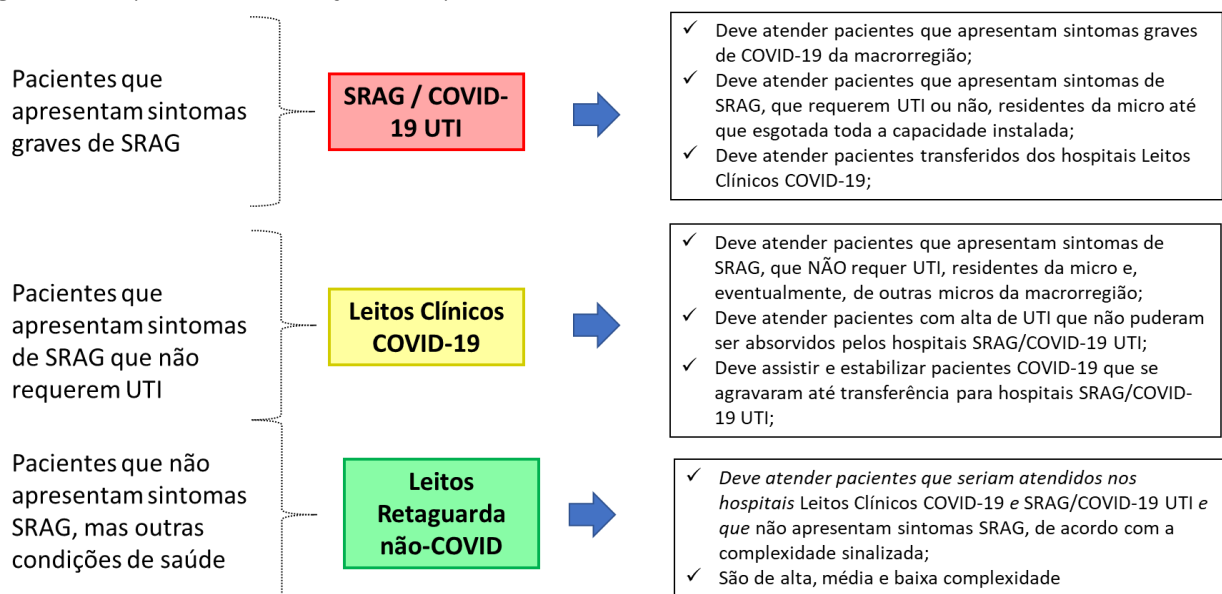 Pacientes que
apresentam sintomas
graves de SRAG
SRAG / COVID-
19 UTI
✓ Deve atender pacientes que apresentam sintomas graves
de COVID-19 da macrorregião;
✓ Deve atender pacientes que apresentam sintomas de
SRAG, que requerem UTI ou não, residentes da micro até
que esgotada toda a capacidade instalada;
✓ Deve atender pacientes transferidos dos hospitais Leitos
Clínicos COVID-19;
Pacientes que
apresentam sintomas
de SRAG que não
requerem UTI
Leitos Clínicos
COVID-19
✓ Deve atender pacientes que apresentam sintomas de
SRAG, que NÃO requer UTI, residentes da micro e,
eventualmente, de outras micros da macrorregião;
✓ Deve atender pacientes com alta de UTI que não puderam
ser absorvidos pelos hospitais SRAG/COVID-19 UTI;
✓ Deve assistir e estabilizar pacientes COVID-19 que se
agravaram até transferência para hospitais SRAG/COVID-
19 UTI;
Pacientes que não
apresentam sintomas
SRAG, mas outras
condições de saúde
Leitos
Retaguarda
não-COVID
✓ Deve atender pacientes que seriam atendidos nos
hospitais Leitos Clínicos COVID-19 e SRAG/COVID-19 UTI e
que não apresentam sintomas SRAG, de acordo com a
complexidade sinalizada;
✓ São de alta, média e baixa complexidade